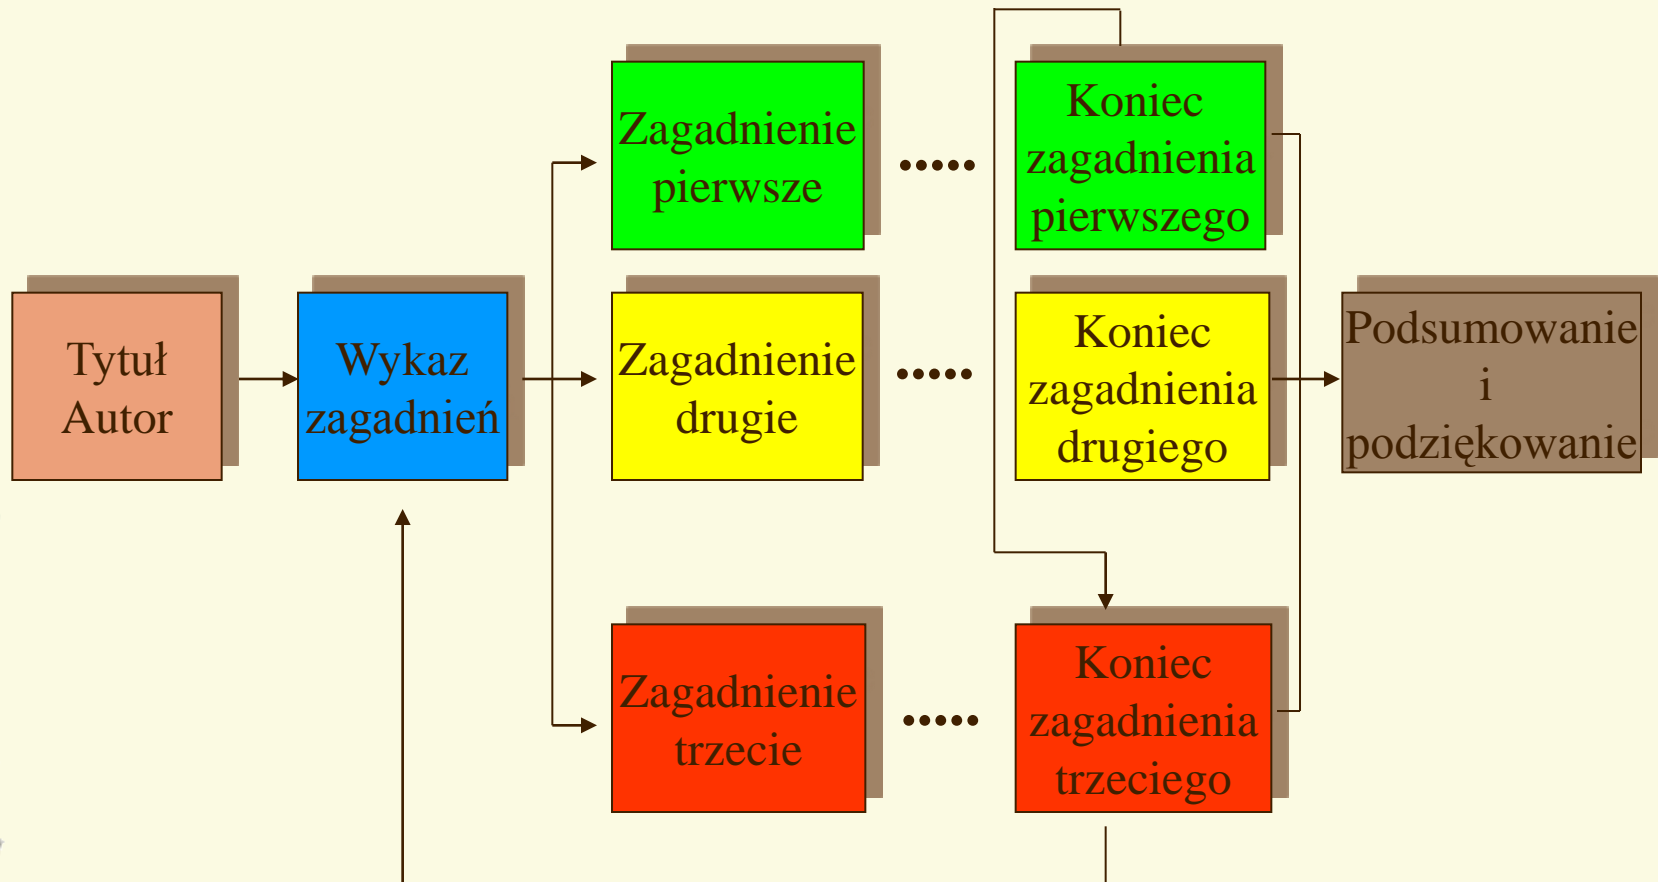 Tytuł
Autor
Wykaz
zagadnień
Zagadnienie
pierwsze
.....
Koniec
zagadnienia
pierwszego
Zagadnienie
drugie
.....
Koniec
zagadnienia
drugiego
Zagadnienie
trzecie
.....
Koniec
zagadnienia
trzeciego
Podsumowanie
i
podziękowanie